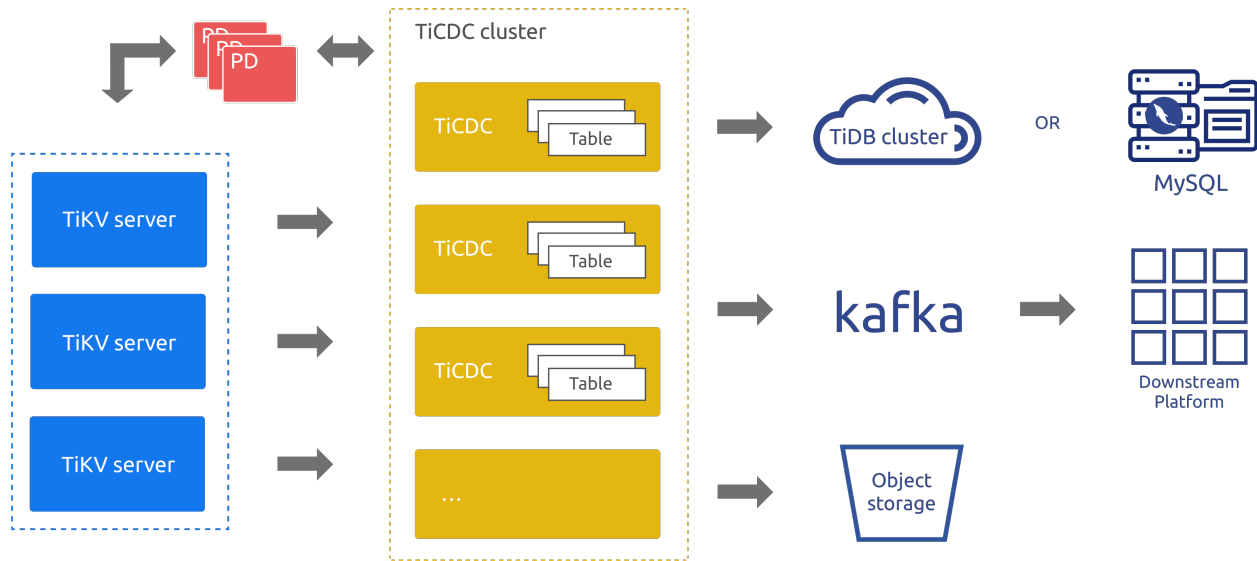 PD
PD
PD
TiCDC cluster
TiCDC
Table
TiDB cluster
OR
MySQL
TiKV server
TiCDC
Table
TiKV server
kafka
Downstream
Platform
TiCDC
Table
TiKV server
...
Object
storage